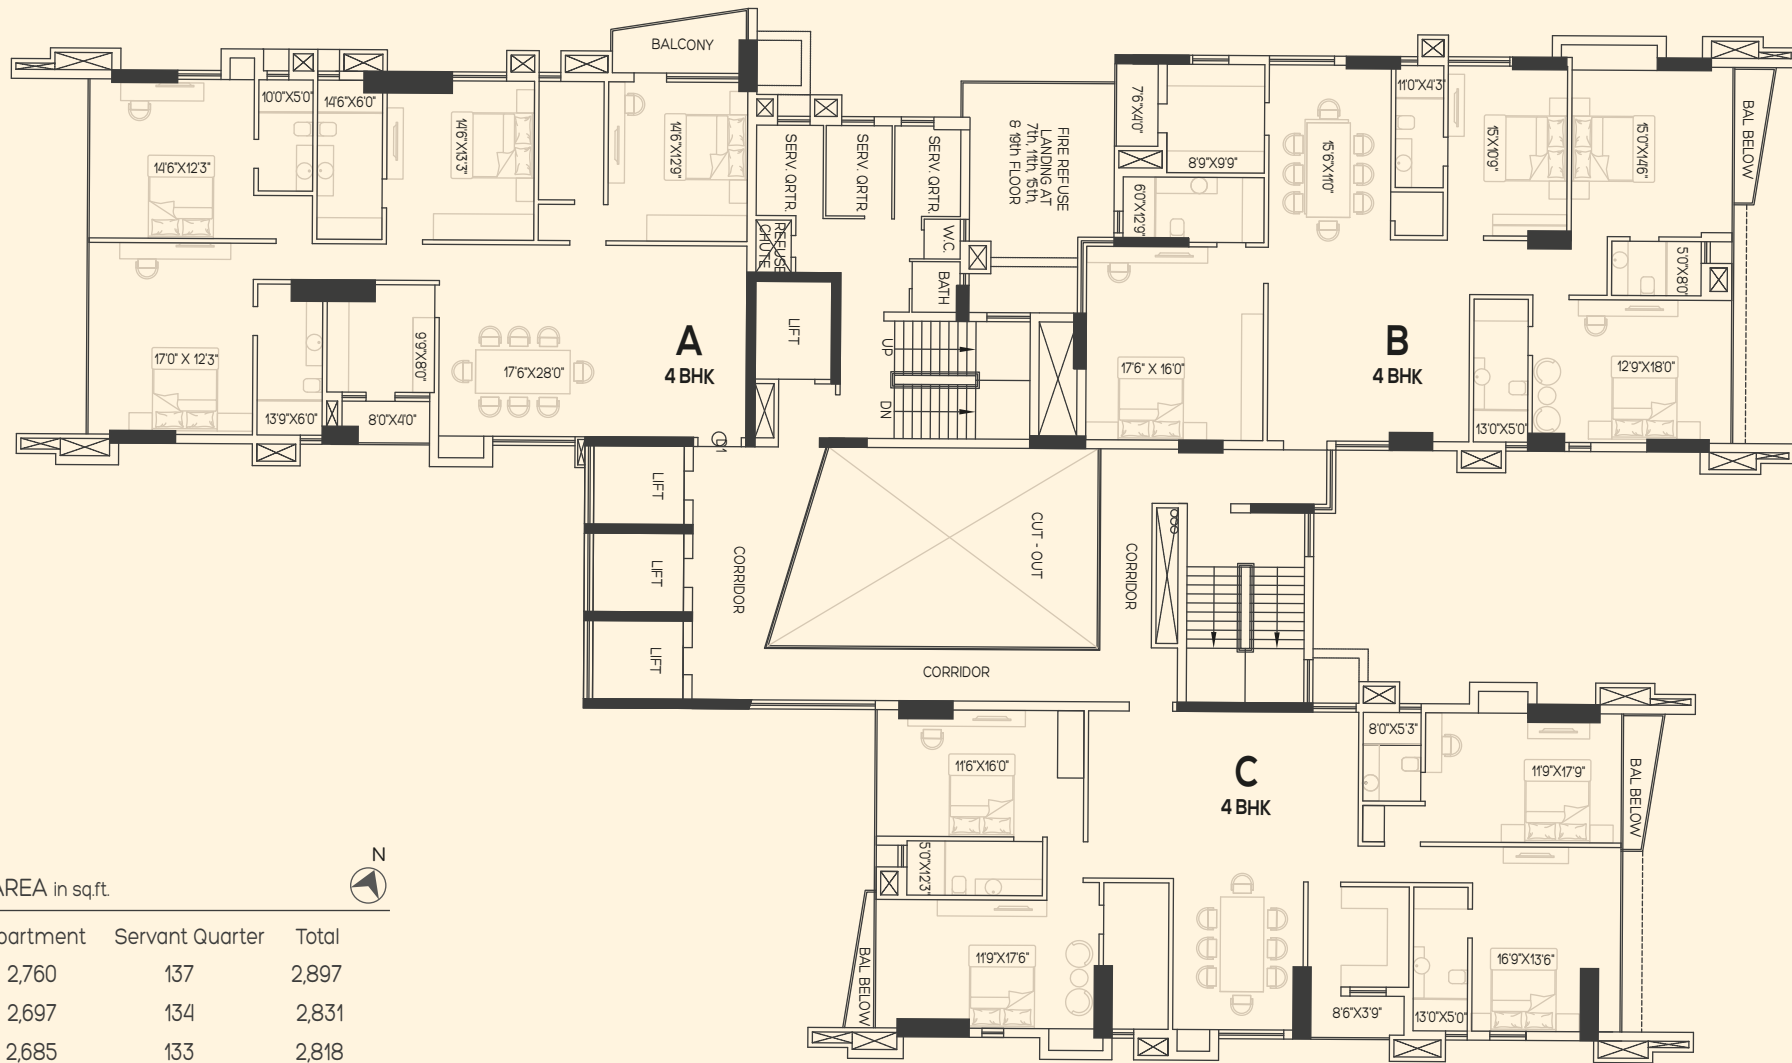 BALCONY
10'0"X5'0"
14'6"X6'0"
14'6"X12'3"
14'6"X13'3"
14'6"X12'9"
SERV. QRTR.
SERV. QRTR.
SERV. QRTR.
REFUSE
CHUTE
W.C.
BATH
FIRE REFUSE
LANDING AT
7th, 11th, 15th,
& 19th FLOOR
7'6"X4'0"
8'9"X9'9"
6'0"X12'9"
15'6"X11'0"
11'0"X4'3"
15'X10'9"
15'0"X14'6"
BAL BELOW
5'0"X8'0"
17'0" X 12'3"
13'9"X6'0"
9'9"X8'0"
8'0"X4'0"
17'6"X28'0"
A
4 BHK
LIFT
UP
DN
17'6" X 16'0"
B
4 BHK
13'0"X5'0"
12'9"X18'0"
D1
LIFT
LIFT
LIFT
CORRIDOR
CUT - OUT
CORRIDOR
CORRIDOR
11'6"X16'0"
5'0"X12'3"
11'9"X17'6"
BAL BELOW
C
4 BHK
8'0"X5'3"
11'9"X17'9"
BAL BELOW
16'9"X13'6"
8'6"X3'9"
13'0"X5'0"
N
AREA in sq.ft.
partment Servant Quarter Total
2,760 137 2,897
2,697 134 2,831
2,685 133 2,818